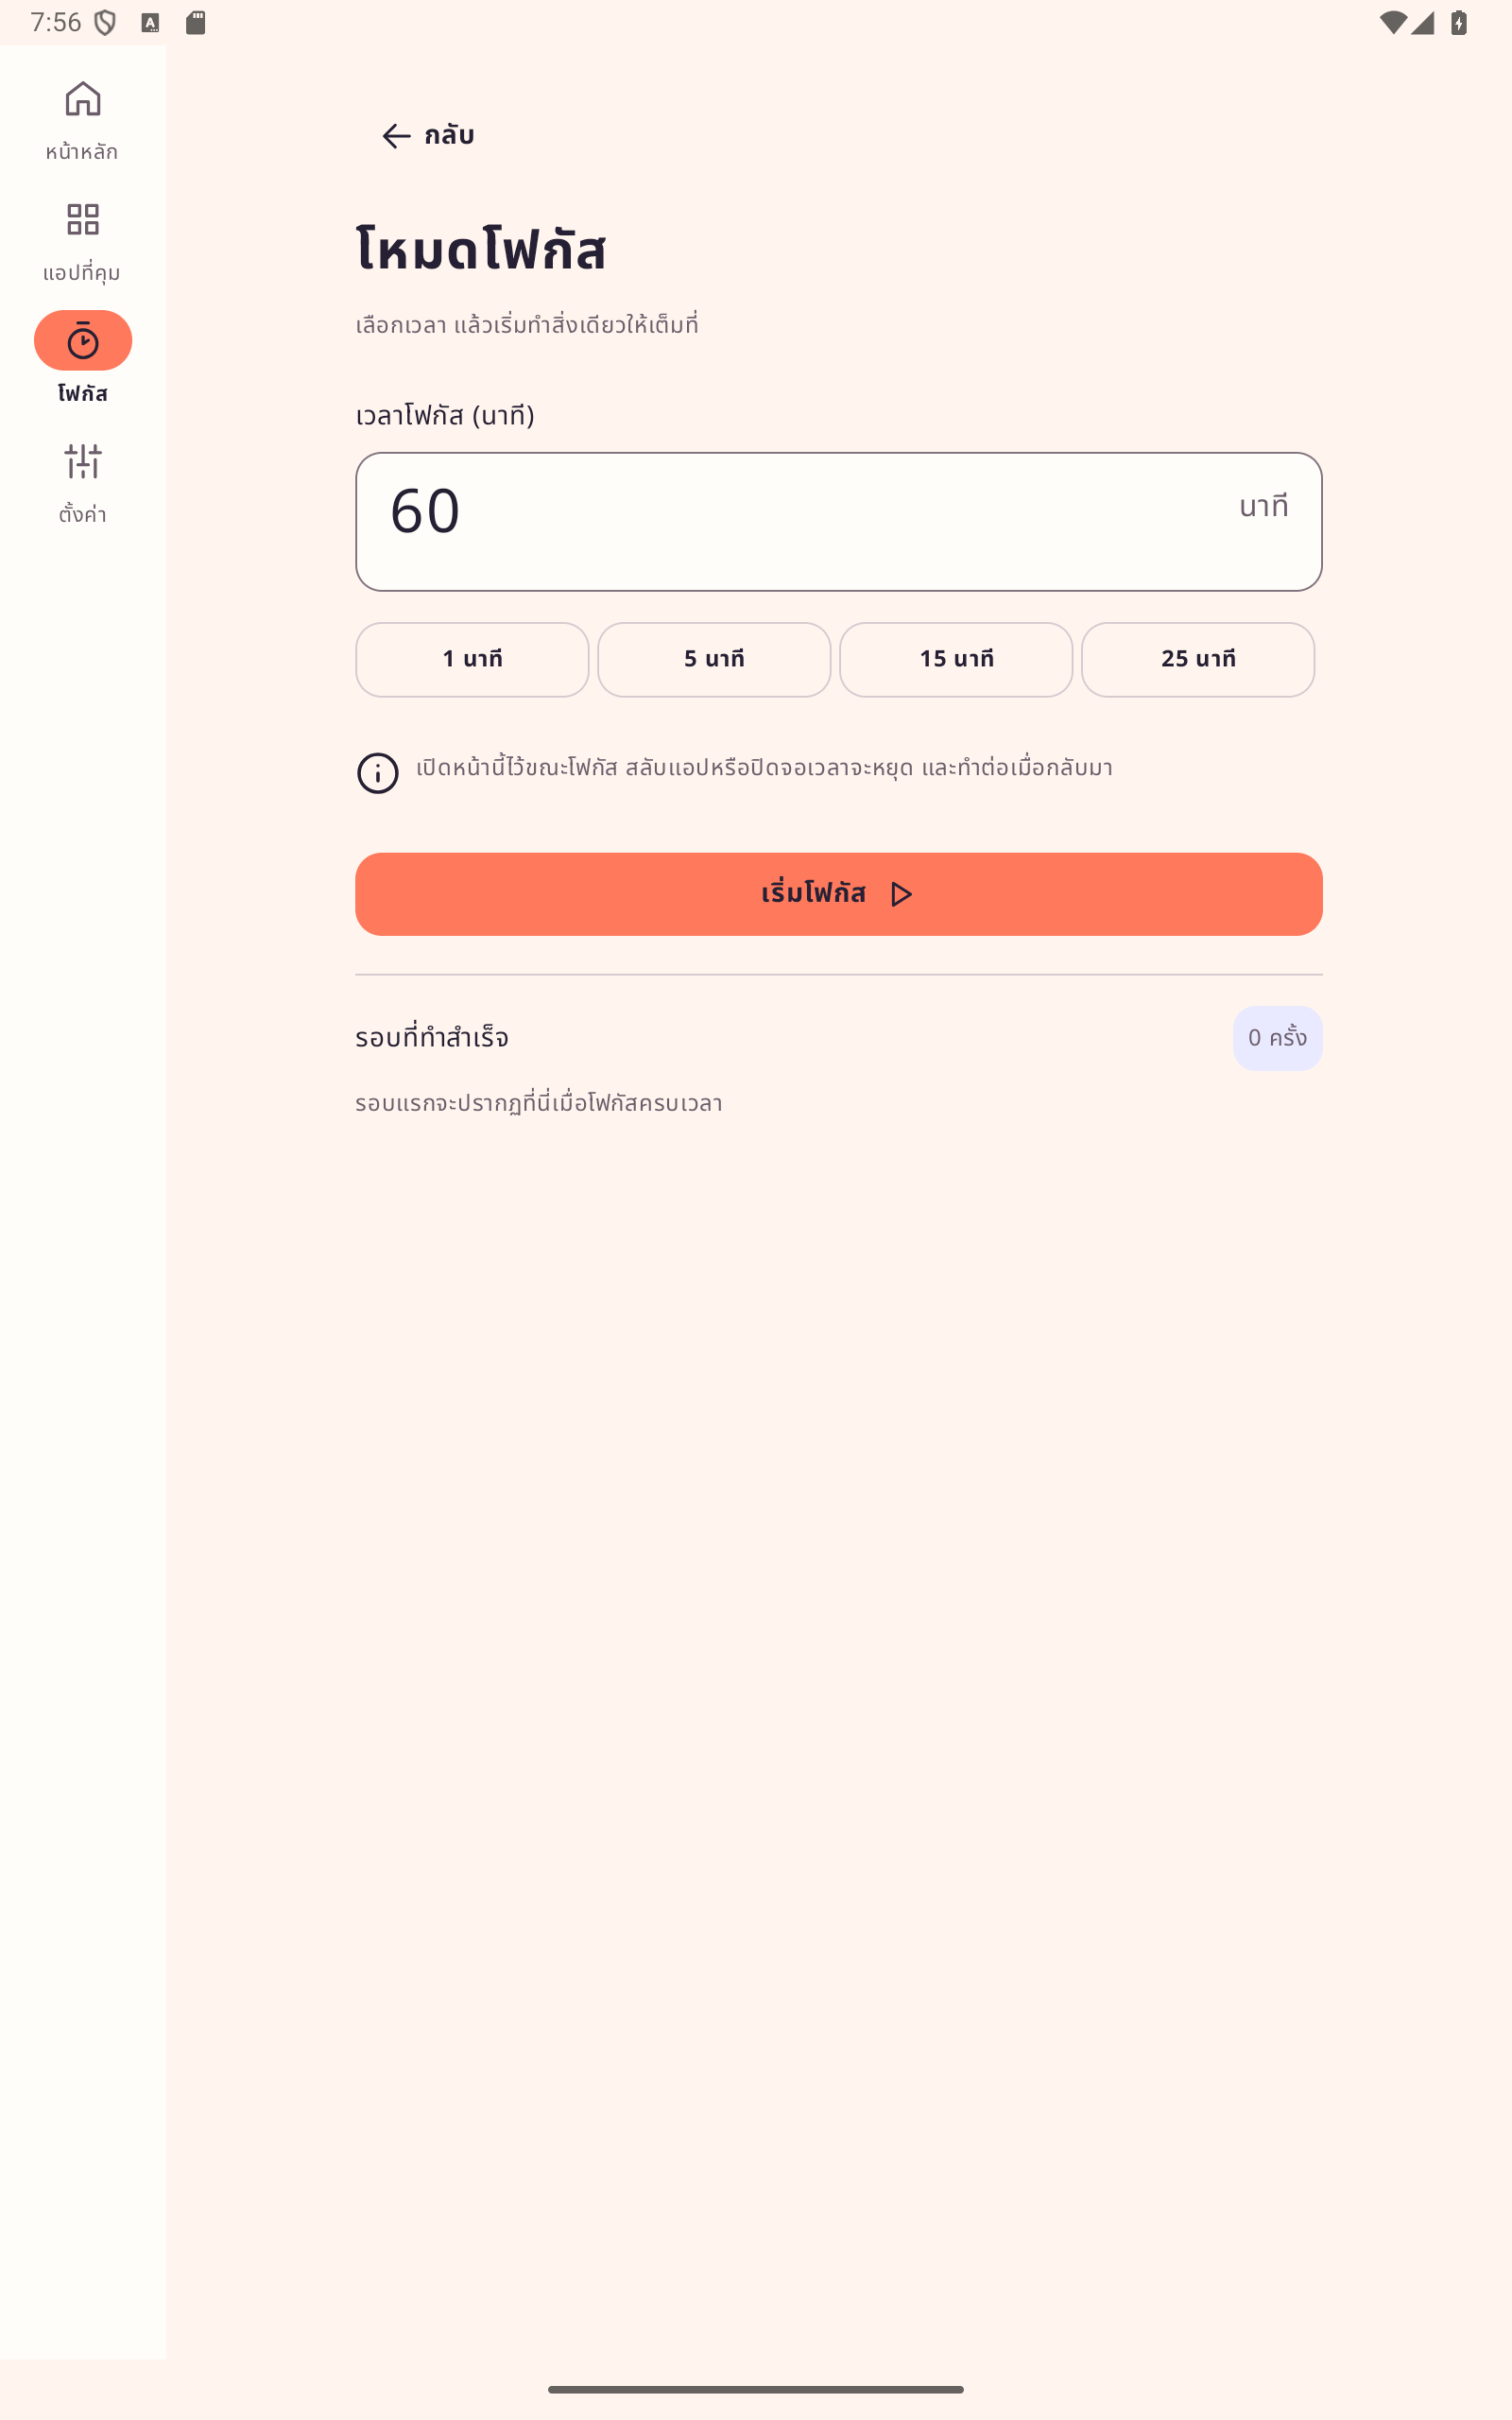 7:56
หน้าหลัก
แอปที่คุม
โฟกัส
ตั้งค่า
กลับ
โหมดโฟกัส
เลือกเวลา แล้วเริ่มทำสิ่งเดียวให้เต็มที่
เวลาโฟกัส (นาที)
60 นาที
1 นาที 5 นาที 15 นาที 25 นาที
เปิดหน้านี้ไว้ขณะโฟกัส สลับแอปหรือปิดจอเวลาจะหยุด และทำต่อเมื่อกลับมา
เริ่มโฟกัส
รอบที่ทำสำเร็จ 0 ครั้ง
รอบแรกจะปรากฏที่นี่เมื่อโฟกัสครบเวลา